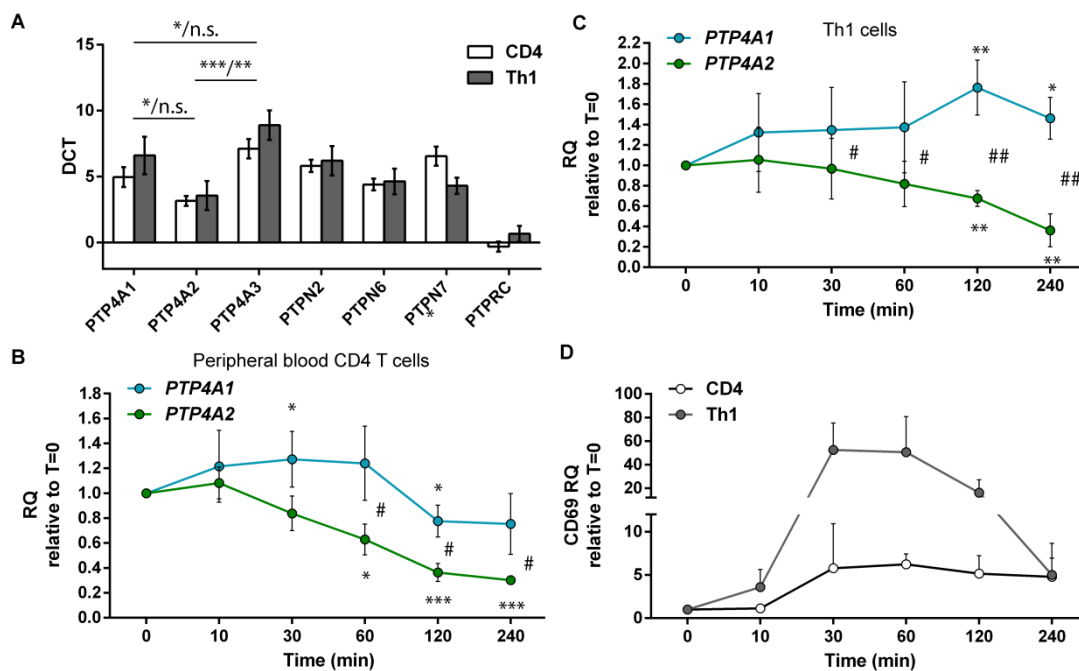 A
*/n.s.
***/**
*/n.s.
CD4
Th1
DCT
15
10
5
0
PTP4A1
PTP4A2
PTP4A3
PTPN2
PTPN6
PTPN7
*
PTPRC
B
Peripheral blood CD4 T cells
PTP4A1
PTP4A2
RQ
relative to T=0
1.8
1.6
1.4
1.2
1.0
0.8
0.6
0.4
0.2
0.0
*
#
*
*
#
***
#
***
0 10 30 60 120 240
Time (min)
C
Th1 cells
PTP4A1
PTP4A2
RQ
relative to T=0
2.2
2.0
1.8
1.6
1.4
1.2
1.0
0.8
0.6
0.4
0.2
0.0
**
*
#
#
##
##
**
**
0 10 30 60 120 240
Time (min)
D
CD4
Th1
CD69 RQ
relative to T=0
100
80
60
40
20
10
5
0
0 10 30 60 120 240
Time (min)